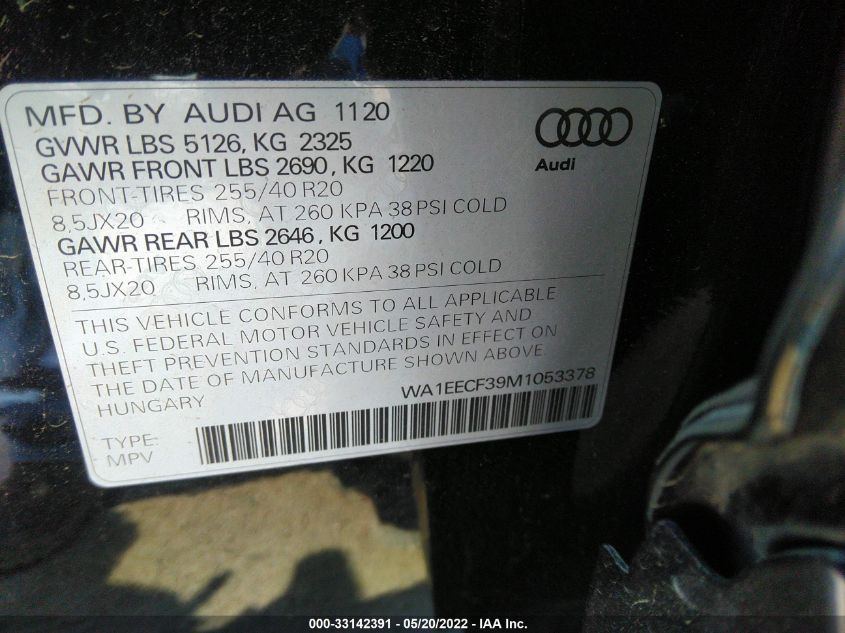 MFD. BY AUDI AG 1120
GVWR LBS 5126, KG 2325
GAWR FRONT LBS 2690, KG 1220
FRONT-TIRES 255/40 R20
8,5JX20 RIMS, AT 260 KPA 38 PSI COLD
GAWR REAR LBS 2646, KG 1200
REAR-TIRES 255/40 R20
8,5JX20 RIMS, AT 260 KPA 38 PSI COLD
Audi
THIS VEHICLE CONFORMS TO ALL APPLICABLE
U.S. FEDERAL MOTOR VEHICLE SAFETY AND
THEFT PREVENTION STANDARDS IN EFFECT ON
THE DATE OF MANUFACTURE SHOWN ABOVE.
HUNGARY WA1EECF39M1053378
TYPE:
MPV
000-33142391 - 05/20/2022 - IAA Inc.